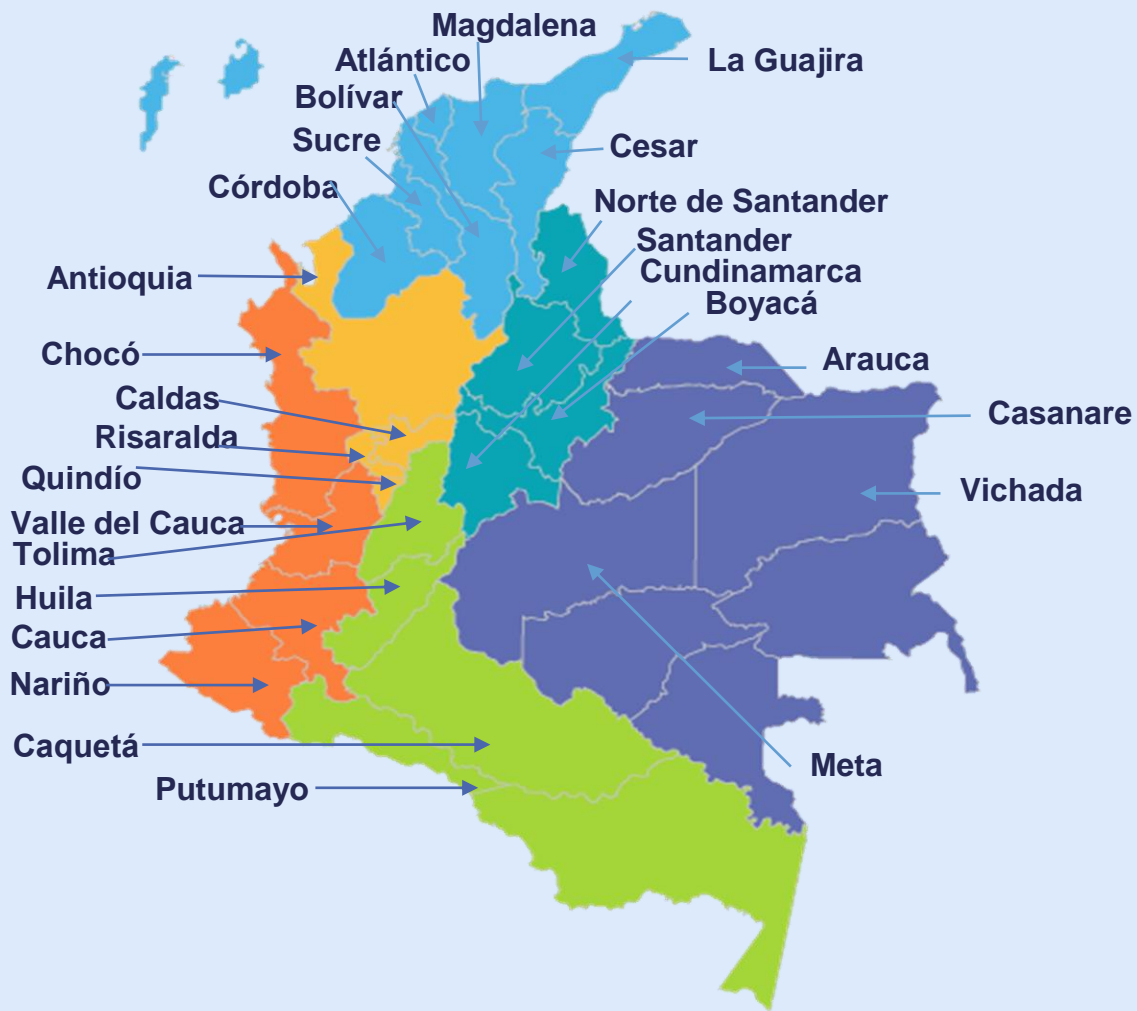 Magdalena
Atlántico
La Guajira
Bolívar
Sucre
Cesar
Córdoba
Norte de Santander
Santander
Cundinamarca
Antioquia
Boyacá
Chocó
Arauca
Caldas
Casanare
Risaralda
Quindío
Vichada
Valle del Cauca
Tolima
Huila
Cauca
Nariño
Caquetá
Meta
Putumayo